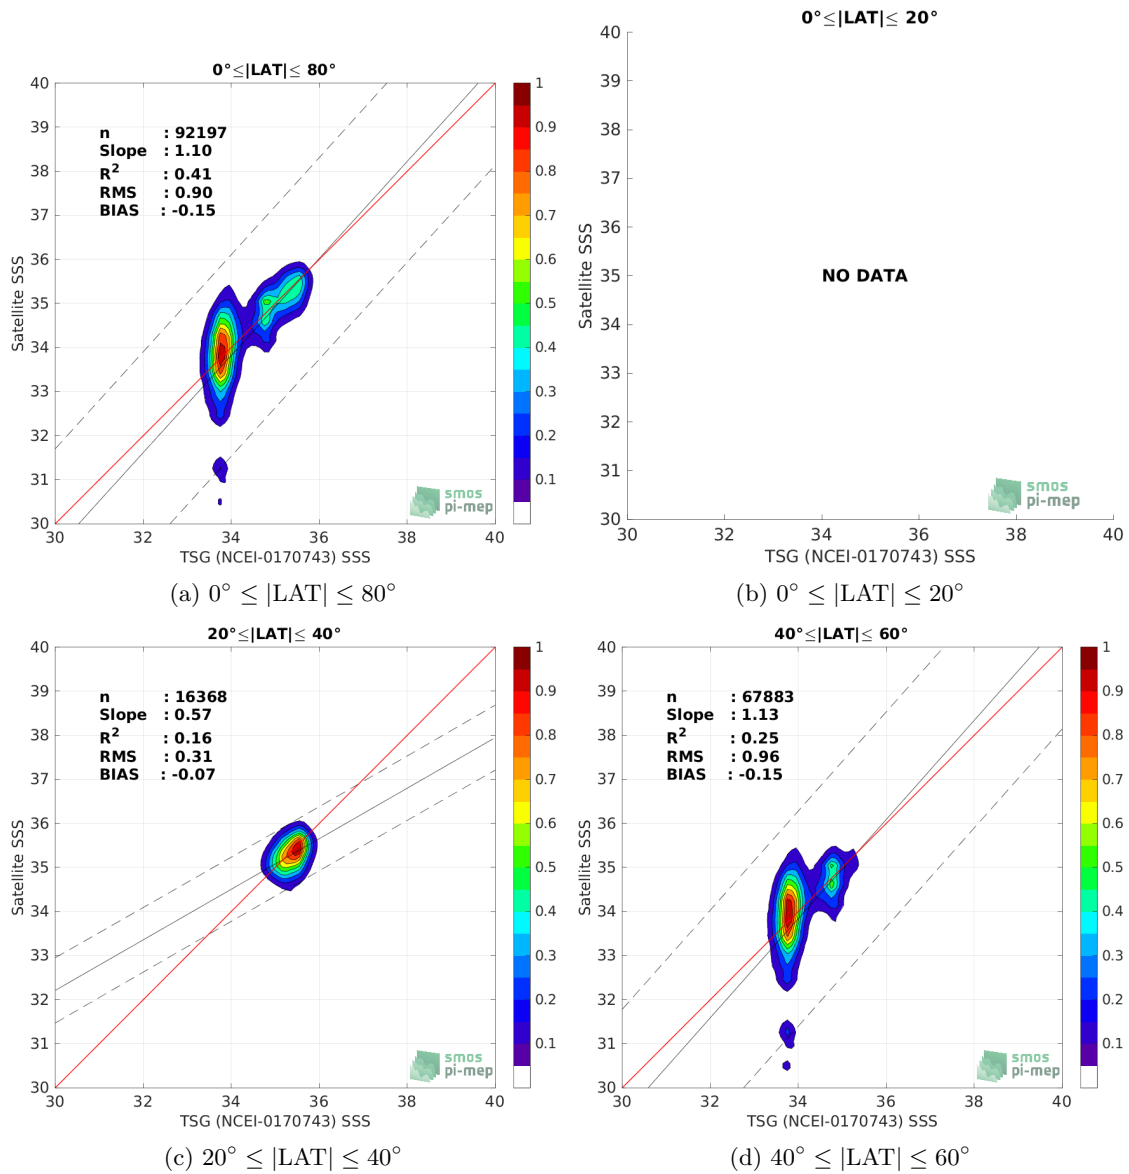 0°≤|LAT|≤ 80°
n : 92197
Slope : 1.10
R² : 0.41
RMS : 0.90
BIAS : -0.15
Satellite SSS
40
39
38
37
36
35
34
33
32
31
30
30 32 34 36 38 40
TSG (NCEI-0170743) SSS
1
0.9
0.8
0.7
0.6
0.5
0.4
0.3
0.2
0.1
smos
pi-mep
(a) 0° ≤ |LAT| ≤ 80°
0°≤|LAT|≤ 20°
NO DATA
Satellite SSS
40
39
38
37
36
35
34
33
32
31
30
30 32 34 36 38 40
TSG (NCEI-0170743) SSS
smos
pi-mep
(b) 0° ≤ |LAT| ≤ 20°
20°≤|LAT|≤ 40°
n : 16368
Slope : 0.57
R² : 0.16
RMS : 0.31
BIAS : -0.07
Satellite SSS
40
39
38
37
36
35
34
33
32
31
30
30 32 34 36 38 40
TSG (NCEI-0170743) SSS
1
0.9
0.8
0.7
0.6
0.5
0.4
0.3
0.2
0.1
smos
pi-mep
(c) 20° ≤ |LAT| ≤ 40°
40°≤|LAT|≤ 60°
n : 67883
Slope : 1.13
R² : 0.25
RMS : 0.96
BIAS : -0.15
Satellite SSS
40
39
38
37
36
35
34
33
32
31
30
30 32 34 36 38 40
TSG (NCEI-0170743) SSS
1
0.9
0.8
0.7
0.6
0.5
0.4
0.3
0.2
0.1
smos
pi-mep
(d) 40° ≤ |LAT| ≤ 60°